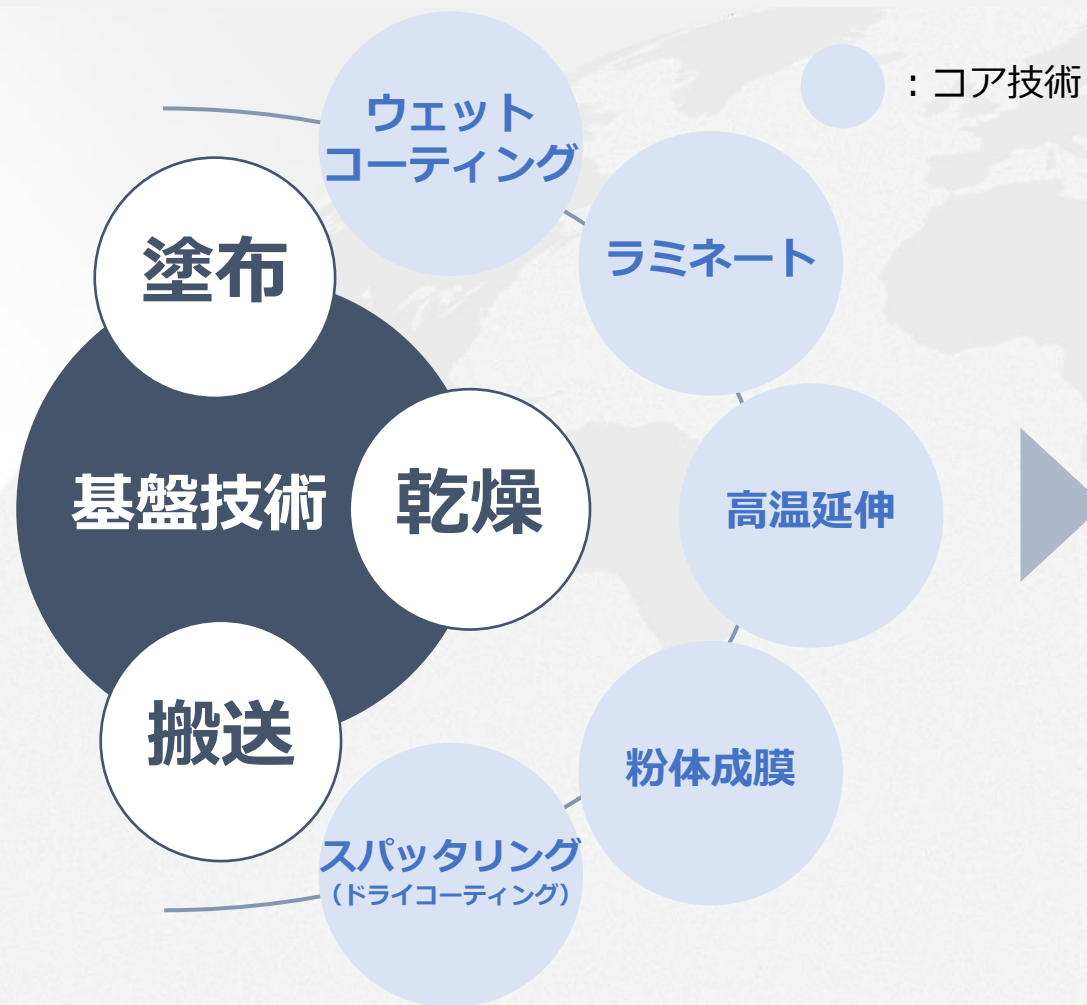 ：コア技術
ウェット
コーティング
ラミネート
塗布
基盤技術
乾燥
高温延伸
搬送
粉体成膜
スパッタリング
（ドライコーティング）